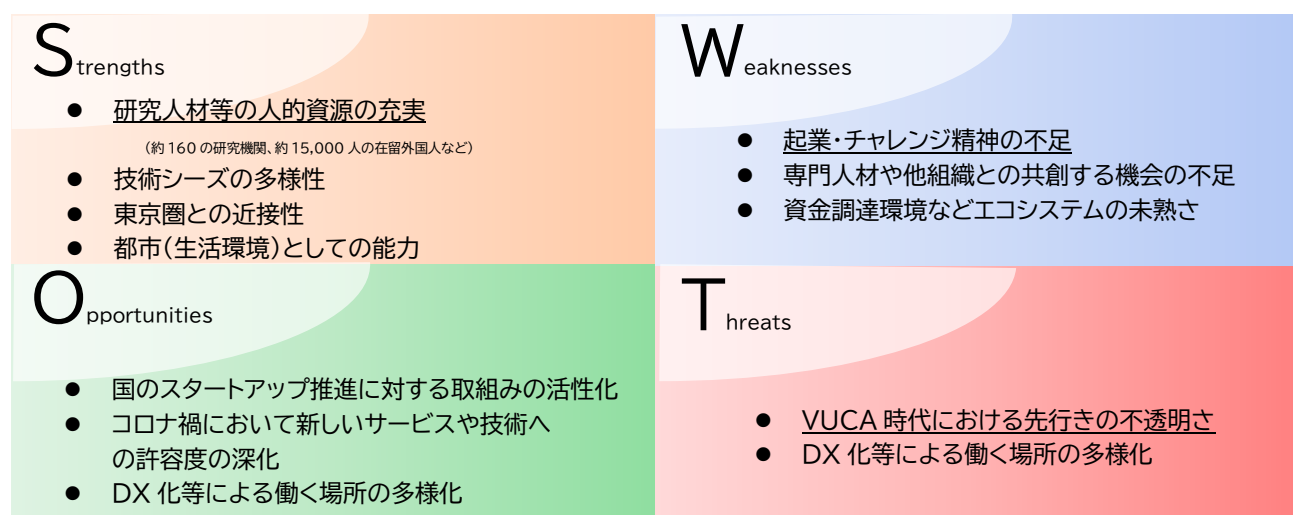 Strengths
● 研究人材等の人的資源の充実
(約160の研究機関、約15,000人の在留外国人など)
● 技術シーズの多様性
● 東京圏との近接性
● 都市(生活環境)としての能力
Weaknesses
● 起業・チャレンジ精神の不足
● 専門人材や他組織との共創する機会の不足
● 資金調達環境などエコシステムの未熟さ
Opportunities
● 国のスタートアップ推進に対する取組みの活性化
● コロナ禍において新しいサービスや技術へ
の許容度の深化
● DX化等による働く場所の多様化
Threats
● VUCA時代における先行きの不透明さ
● DX化等による働く場所の多様化